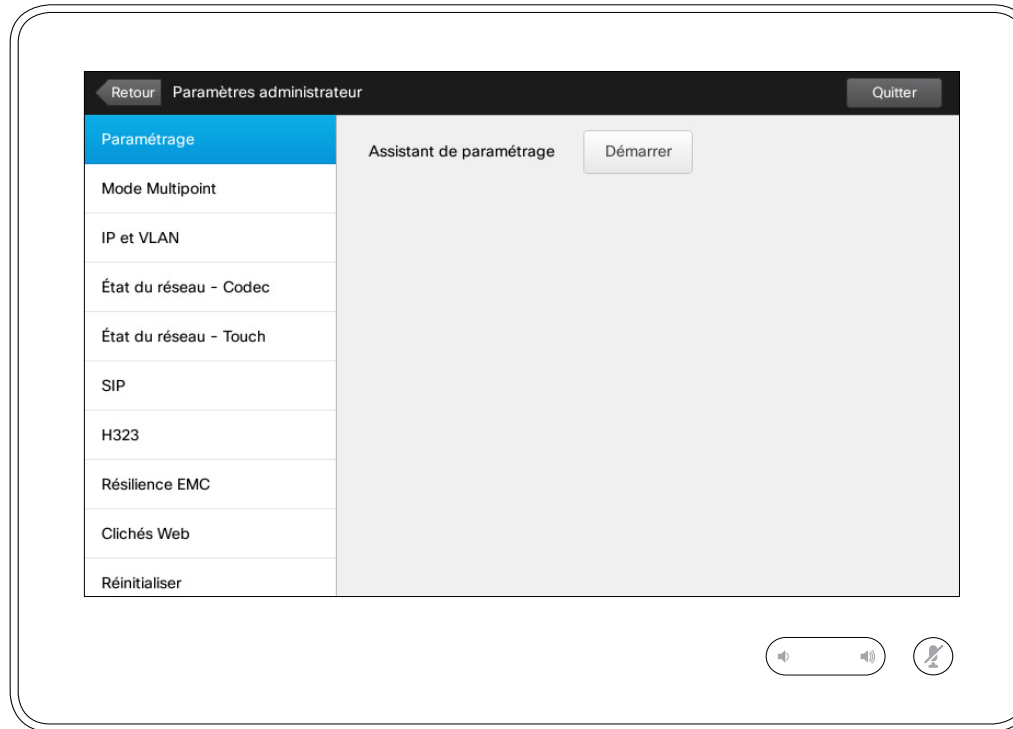 Retour Paramètres administrateur Quitter
Paramétrage
Assistant de paramétrage Démarrer
Mode Multipoint
IP et VLAN
État du réseau - Codec
État du réseau - Touch
SIP
H323
Résilience EMC
Clichés Web
Réinitialiser